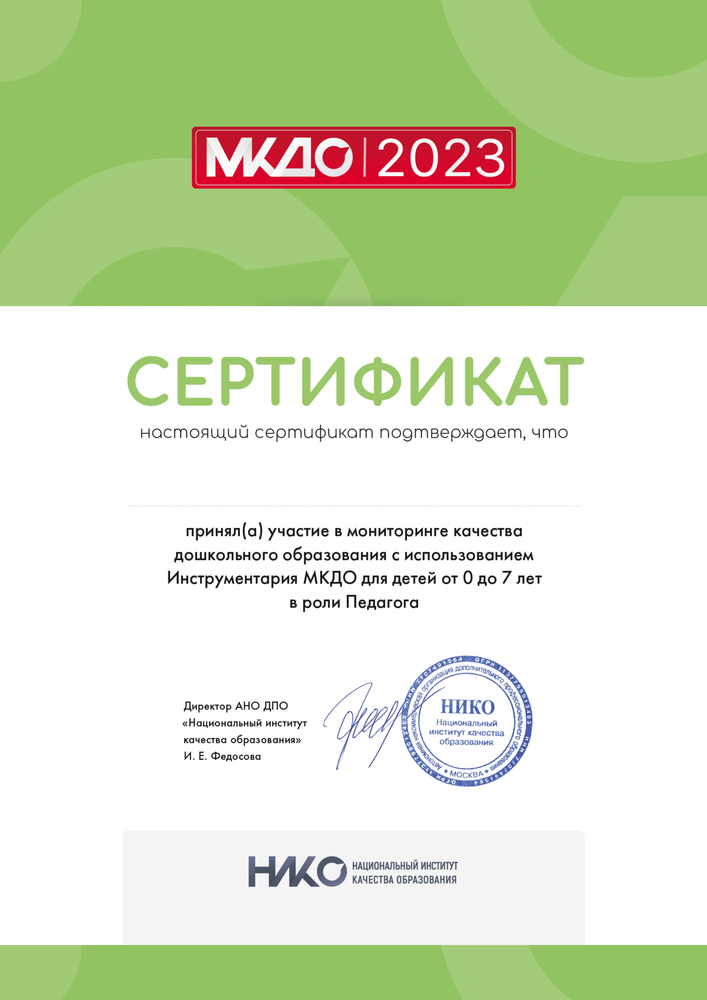 МКДО | 2023
СЕРТИФИКАТ
настоящий сертификат подтверждает, что
принял(а) участие в мониторинге качества
дошкольного образования с использованием
Инструментария МКДО для детей от 0 до 7 лет
в роли Педагога
Директор АНО ДПО
«Национальный институт
качества образования»
И. Е. Федосова
ОГРН 1137799013483 ИНН 7707491564 ОГРН 1137799013483 ИНН 7707491564
Автономная некоммерческая организация дополнительного профессионального образования
* МОСКВА *
НИКО
Национальный
институт качества
образования
НИКО
НАЦИОНАЛЬНЫЙ ИНСТИТУТ
КАЧЕСТВА ОБРАЗОВАНИЯ